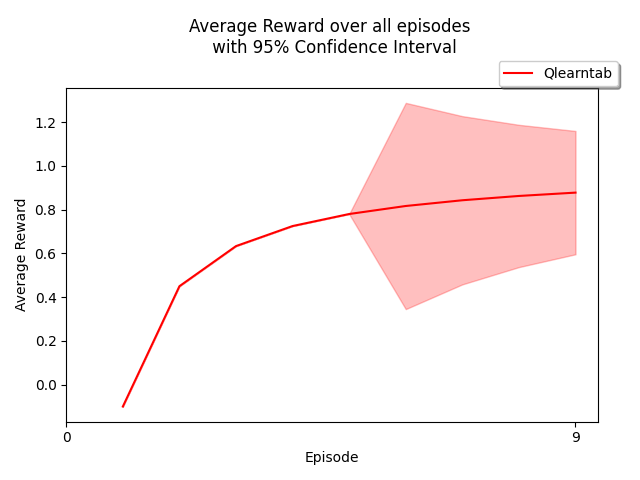 Average Reward over all episodes
with 95% Confidence Interval
Qlearntab
1.2
1.0
0.8
0.6
0.4
0.2
0.0
Average Reward
0 9
Episode